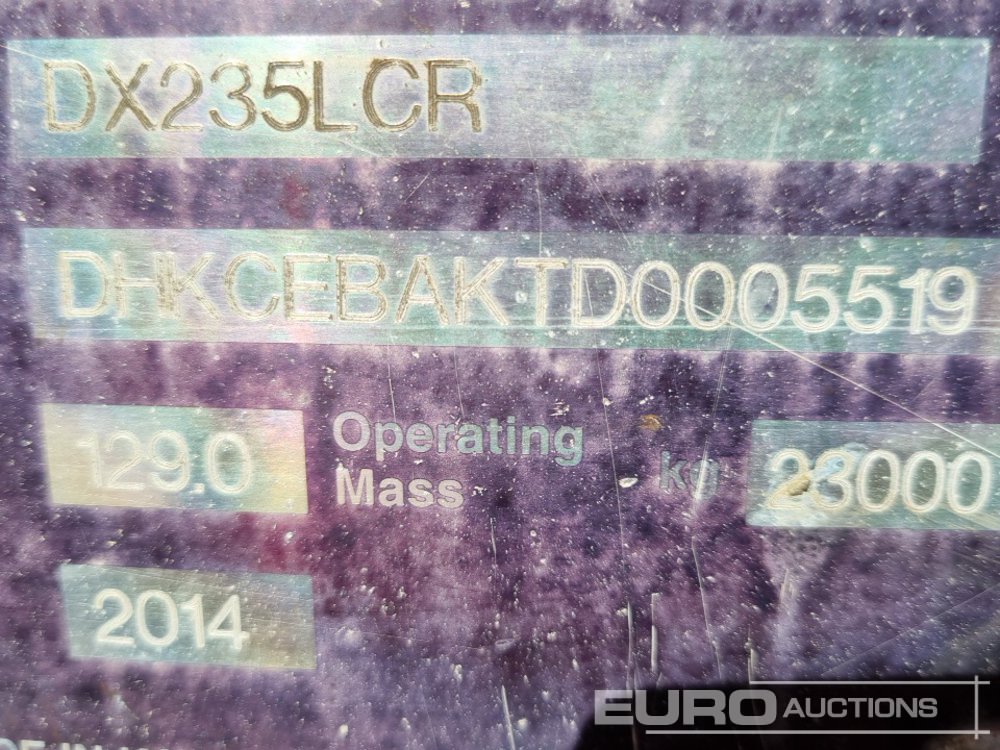 DX235LCR
DHKCEBAKTD0005519
129.0 Operating Mass kg 23000
2014
EURO AUCTIONS